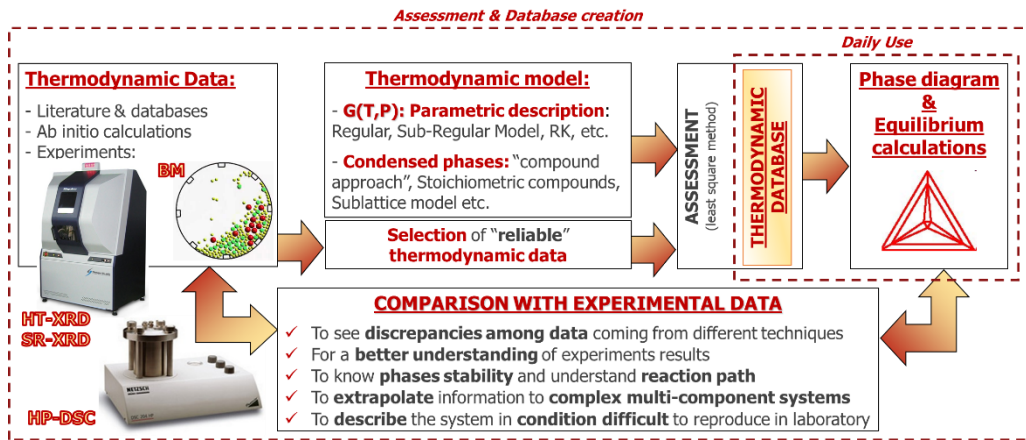 Assessment & Database creation
Daily Use
Thermodynamic Data:
- Literature & databases
- Ab initio calculations
- Experiments:
BM
HT-XRD
SR-XRD
NETZSCH
HP-DSC
Thermodynamic model:
- G(T,P): Parametric description:
Regular, Sub-Regular Model, RK, etc.
- Condensed phases: “compound
approach”, Stoichiometric compounds,
Sublattice model etc.
Selection of “reliable”
thermodynamic data
ASSESSMENT
(least square method)
THERMODYNAMIC
DATABASE
Phase diagram
&
Equilibrium
calculations
COMPARISON WITH EXPERIMENTAL DATA
✓ To see discrepancies among data coming from different techniques
✓ For a better understanding of experiments results
✓ To know phases stability and understand reaction path
✓ To extrapolate information to complex multi-component systems
✓ To describe the system in condition difficult to reproduce in laboratory